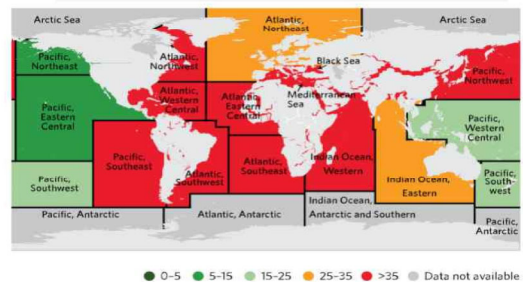 Arctic Sea
Atlantic,
Northeast
Arctic Sea
Pacific,
Northeast
Atlantic,
Northwest
Black Sea
Pacific,
Northwest
Atlantic,
Western
Central
Atlantic,
Eastern
Central
Mediterranean
Sea
Pacific,
Eastern
Central
Pacific,
Western
Central
Pacific,
Southwest
Pacific,
Southeast
Atlantic,
Southwest
Atlantic,
Southeast
Indian Ocean,
Western
Indian Ocean,
Eastern
Pacific,
South-
west
Pacific, Antarctic
Atlantic, Antarctic
Indian Ocean,
Antarctic and Southern
Pacific,
Antarctic
0–5
5–15
15–25
25–35
>35
Data not available